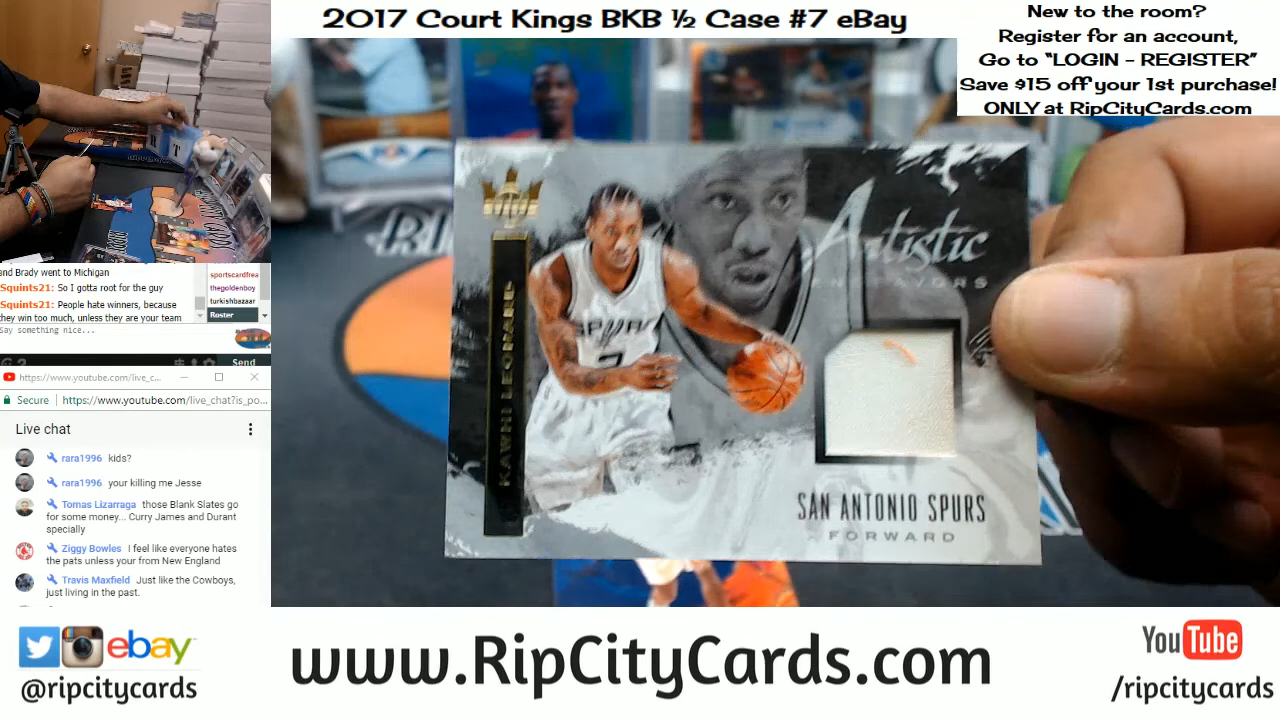 2017 Court Kings BKB ½ Case #7 eBay
New to the room?
Register for an account,
Go to "LOGIN - REGISTER"
Save $15 off your 1st purchase!
ONLY at RipCityCards.com
and Brady went to Michigan
Squints21: So I gotta root for the guy
Squints21: People hate winners, because
they win too much, unless they are your team
Say something nice...
sportscardfrea
thegoldenboy
turkishbazaar
Roster
Send
https://www.youtube.com/live_c...
Secure
https://www.youtube.com/live_chat?is_po...
Live chat
rara1996 kids?
rara1996 your killing me Jesse
Tomas Lizarraga those Blank Slates go
for some money... Curry James and Durant
specially
Ziggy Bowles I feel like everyone hates
the pats unless your from New England
Travis Maxfield Just like the Cowboys,
just living in the past.
KAWHI LEONARD
SPURS
Artistic
ENDEAVORS
SAN ANTONIO SPURS
FORWARD
ebay
@ripcitycards
www.RipCityCards.com
YouTube
/ripcitycards